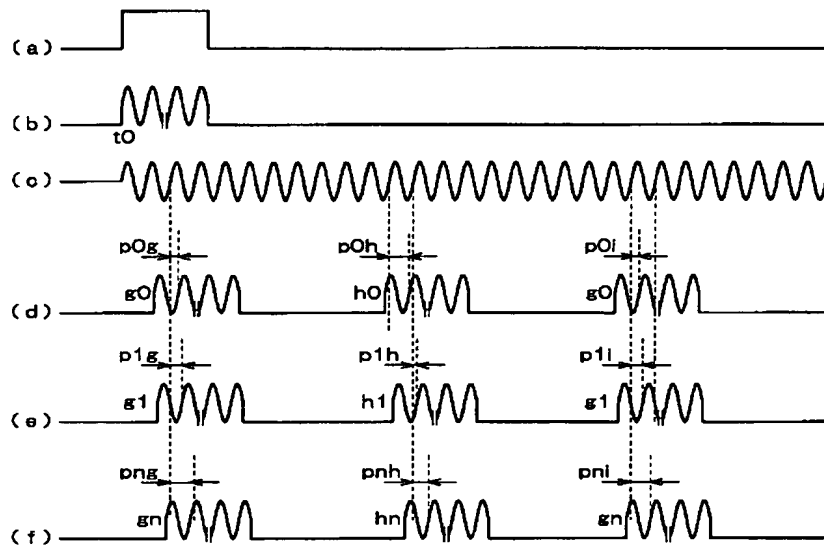 (a)
(b)
t0
(c)
p0g p0h p0i
g0 h0 g0
(d)
p1g p1h p1i
g1 h1 g1
(e)
png pnh pni
gn hn gn
(f)